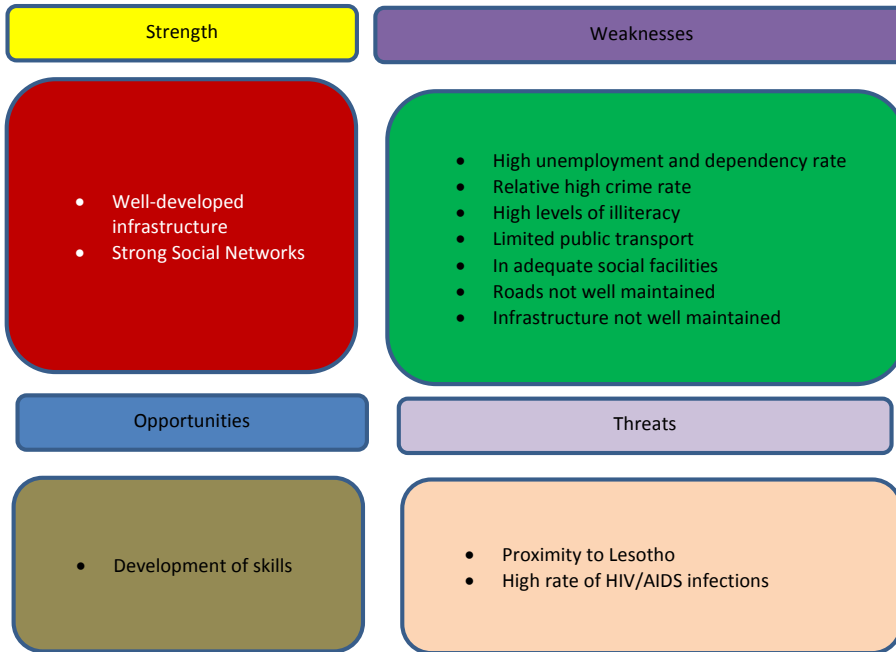 Strength
Weaknesses
• Well-developed
infrastructure
• Strong Social Networks
• High unemployment and dependency rate
• Relative high crime rate
• High levels of illiteracy
• Limited public transport
• In adequate social facilities
• Roads not well maintained
• Infrastructure not well maintained
Opportunities
Threats
• Development of skills
• Proximity to Lesotho
• High rate of HIV/AIDS infections